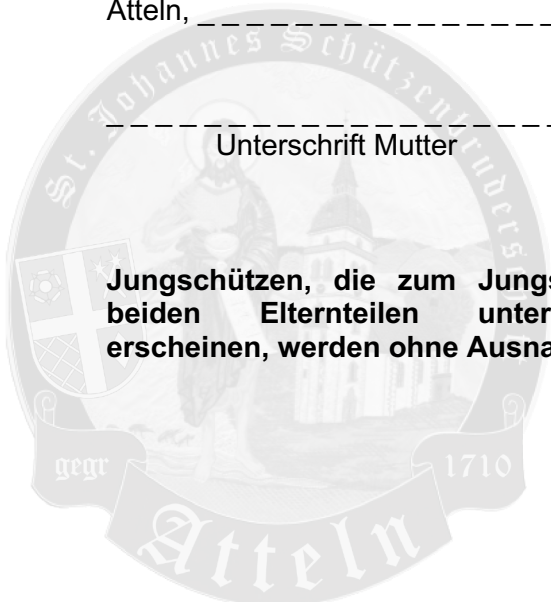 Atteln, _ _ _ _ _ _ _ _ _ _ _ _ _ _ _ _ _ _
St. Johannes Schützenbruderschaft
_ _ _ _ _ _ _ _ _ _ _ _ _ _ _ _ _ _ _ _ _ _ _
Unterschrift Mutter
Jungschützen, die zum Jungs
beiden Elternteilen unter
erscheinen, werden ohne Ausna
gegr 1710
Atteln